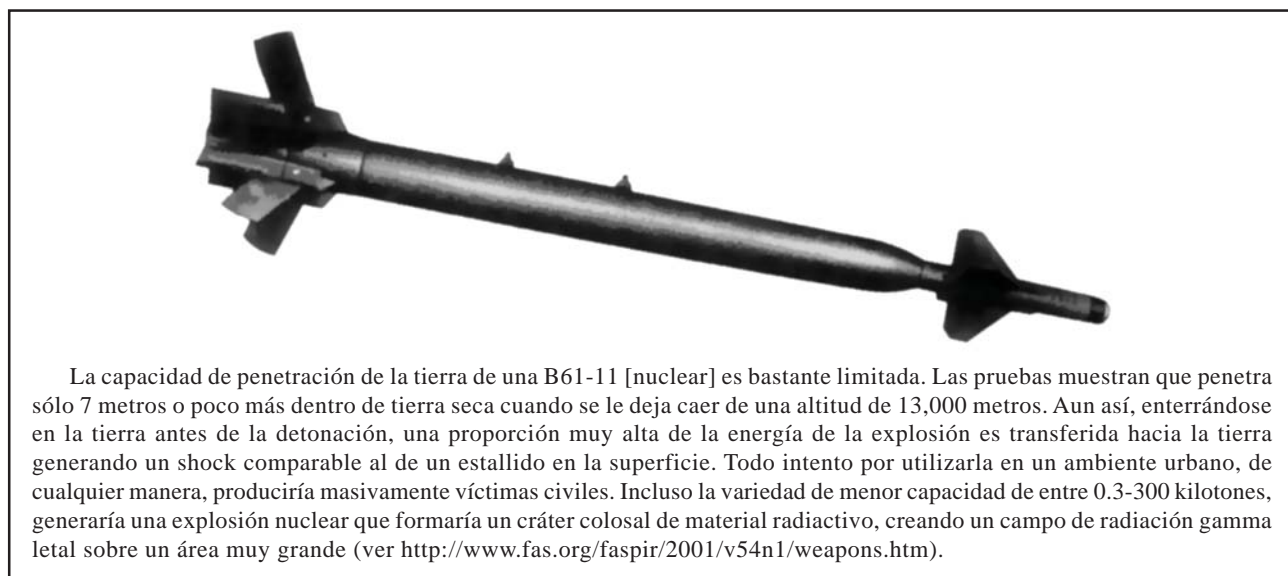 La capacidad de penetración de la tierra de una B61-11 [nuclear] es bastante limitada. Las pruebas muestran que penetra
sólo 7 metros o poco más dentro de tierra seca cuando se le deja caer de una altitud de 13,000 metros. Aun así, enterrándose
en la tierra antes de la detonación, una proporción muy alta de la energía de la explosión es transferida hacia la tierra
generando un shock comparable al de un estallido en la superficie. Todo intento por utilizarla en un ambiente urbano, de
cualquier manera, produciría masivamente víctimas civiles. Incluso la variedad de menor capacidad de entre 0.3-300 kilotones,
generaría una explosión nuclear que formaría un cráter colosal de material radiactivo, creando un campo de radiación gamma
letal sobre un área muy grande (ver http://www.fas.org/faspir/2001/v54n1/weapons.htm).